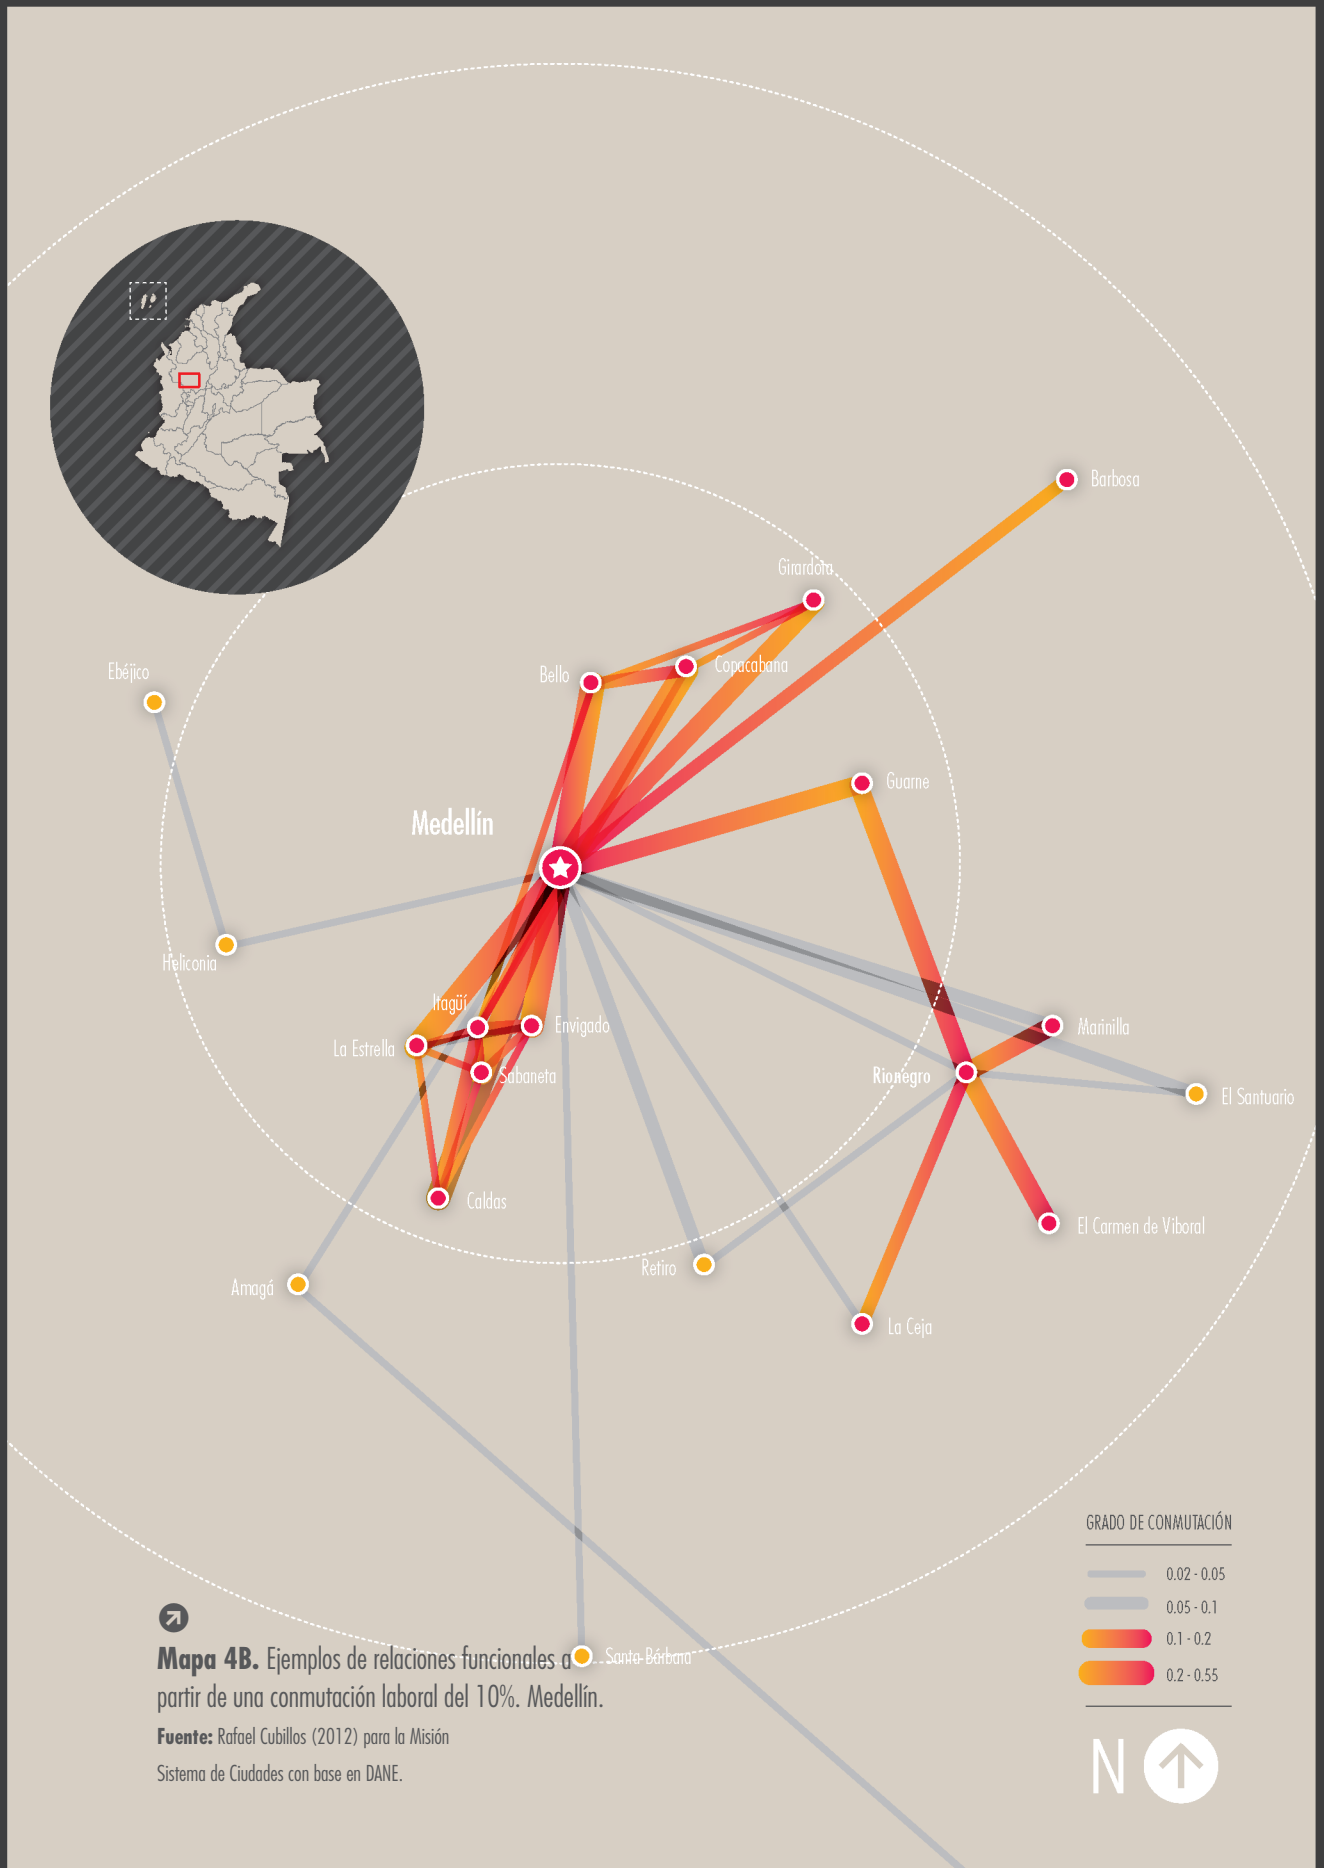 Barbosa
Girardota
Copacabana
Bello
Ebéjico
Guarne
Medellín
Heliconia
Itagüí
Envigado
Marinilla
La Estrella
Sabaneta
Rionegro
El Santuario
Caldas
El Carmen de Viboral
Retiro
Amagá
La Ceja
GRADO DE CONMUTACIÓN
0.02 - 0.05
0.05 - 0.1
0.1 - 0.2
0.2 - 0.55
N
Santa Bárbara
Mapa 4B. Ejemplos de relaciones funcionales a
partir de una conmutación laboral del 10%. Medellín.
Fuente: Rafael Cubillos (2012) para la Misión
Sistema de Ciudades con base en DANE.